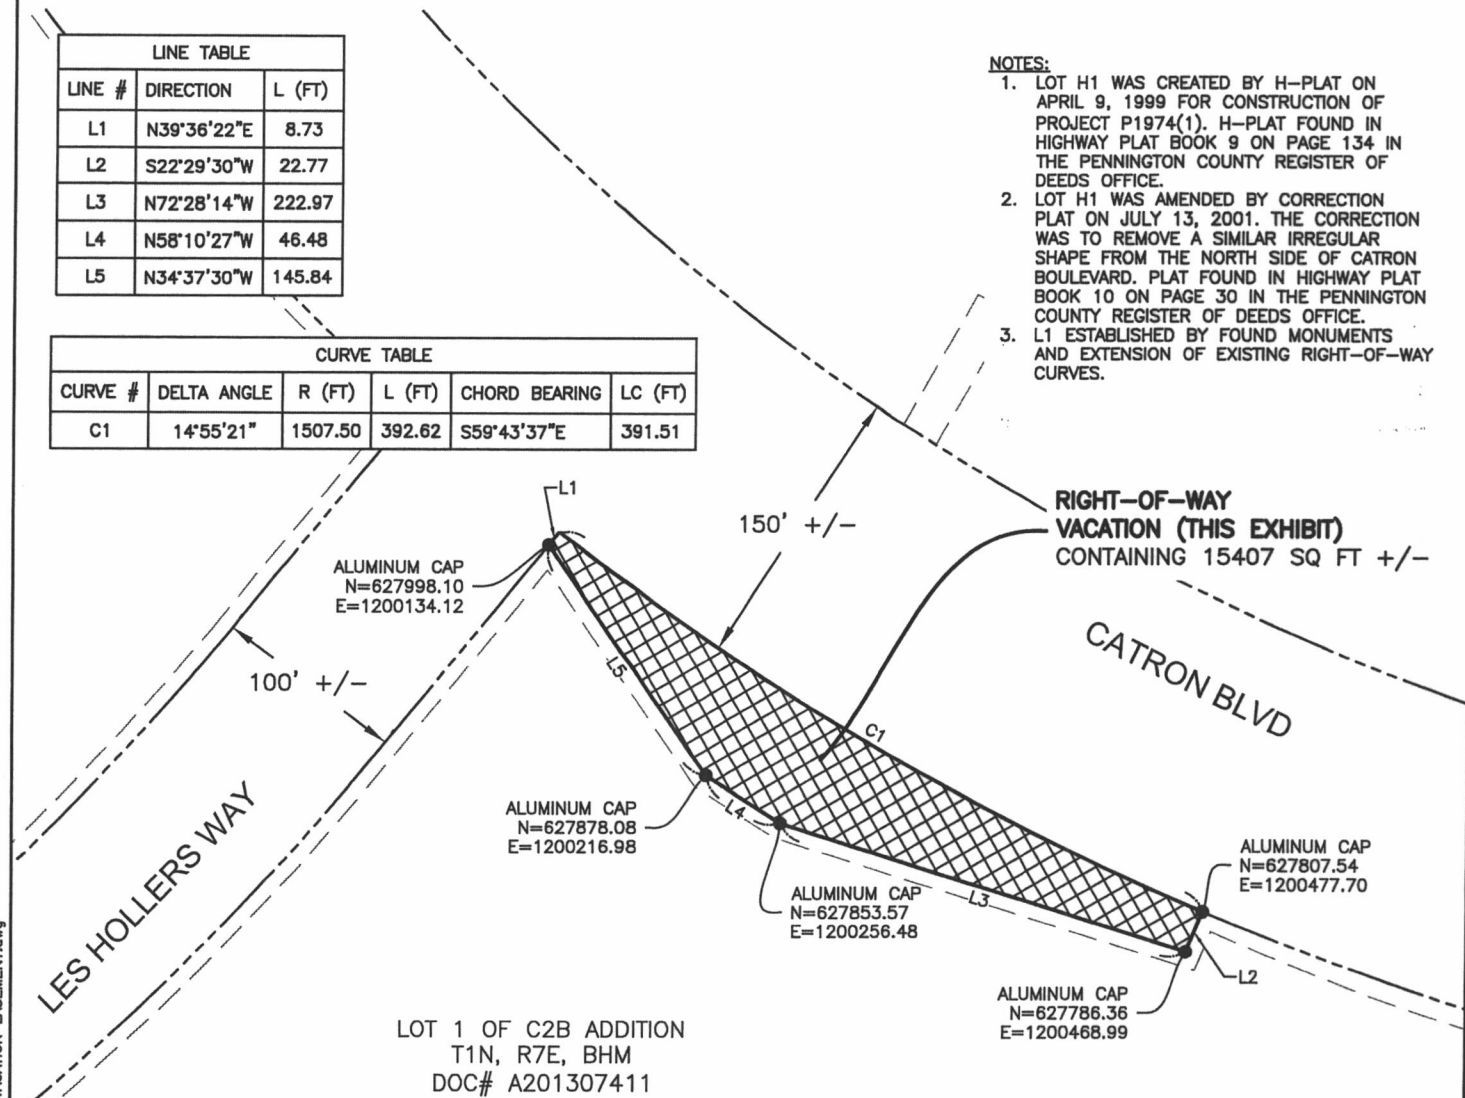 LINE TABLE
LINE # DIRECTION L (FT)
L1 N39°36'22"E 8.73
L2 S22°29'30"W 22.77
L3 N72°28'14"W 222.97
L4 N58°10'27"W 46.48
L5 N34°37'30"W 145.84
CURVE TABLE
CURVE # DELTA ANGLE R (FT) L (FT) CHORD BEARING LC (FT)
C1 14°55'21" 1507.50 392.62 S59°43'37"E 391.51
NOTES:
1. LOT H1 WAS CREATED BY H-PLAT ON
APRIL 9, 1999 FOR CONSTRUCTION OF
PROJECT P1974(1). H-PLAT FOUND IN
HIGHWAY PLAT BOOK 9 ON PAGE 134 IN
THE PENNINGTON COUNTY REGISTER OF
DEEDS OFFICE.
2. LOT H1 WAS AMENDED BY CORRECTION
PLAT ON JULY 13, 2001. THE CORRECTION
WAS TO REMOVE A SIMILAR IRREGULAR
SHAPE FROM THE NORTH SIDE OF CATRON
BOULEVARD. PLAT FOUND IN HIGHWAY PLAT
BOOK 10 ON PAGE 30 IN THE PENNINGTON
COUNTY REGISTER OF DEEDS OFFICE.
3. L1 ESTABLISHED BY FOUND MONUMENTS
AND EXTENSION OF EXISTING RIGHT-OF-WAY
CURVES.
L1
150' +/-
RIGHT-OF-WAY
VACATION (THIS EXHIBIT)
CONTAINING 15407 SQ FT +/-
ALUMINUM CAP
N=627998.10
E=1200134.12
100' +/-
L5
C1
CATRON BLVD
LES HOLLERS WAY
ALUMINUM CAP
N=627878.08
E=1200216.98
L4
ALUMINUM CAP
N=627853.57
E=1200256.48
L3
ALUMINUM CAP
N=627807.54
E=1200477.70
L2
ALUMINUM CAP
N=627786.36
E=1200468.99
LOT 1 OF C2B ADDITION
T1N, R7E, BHM
DOC# A201307411